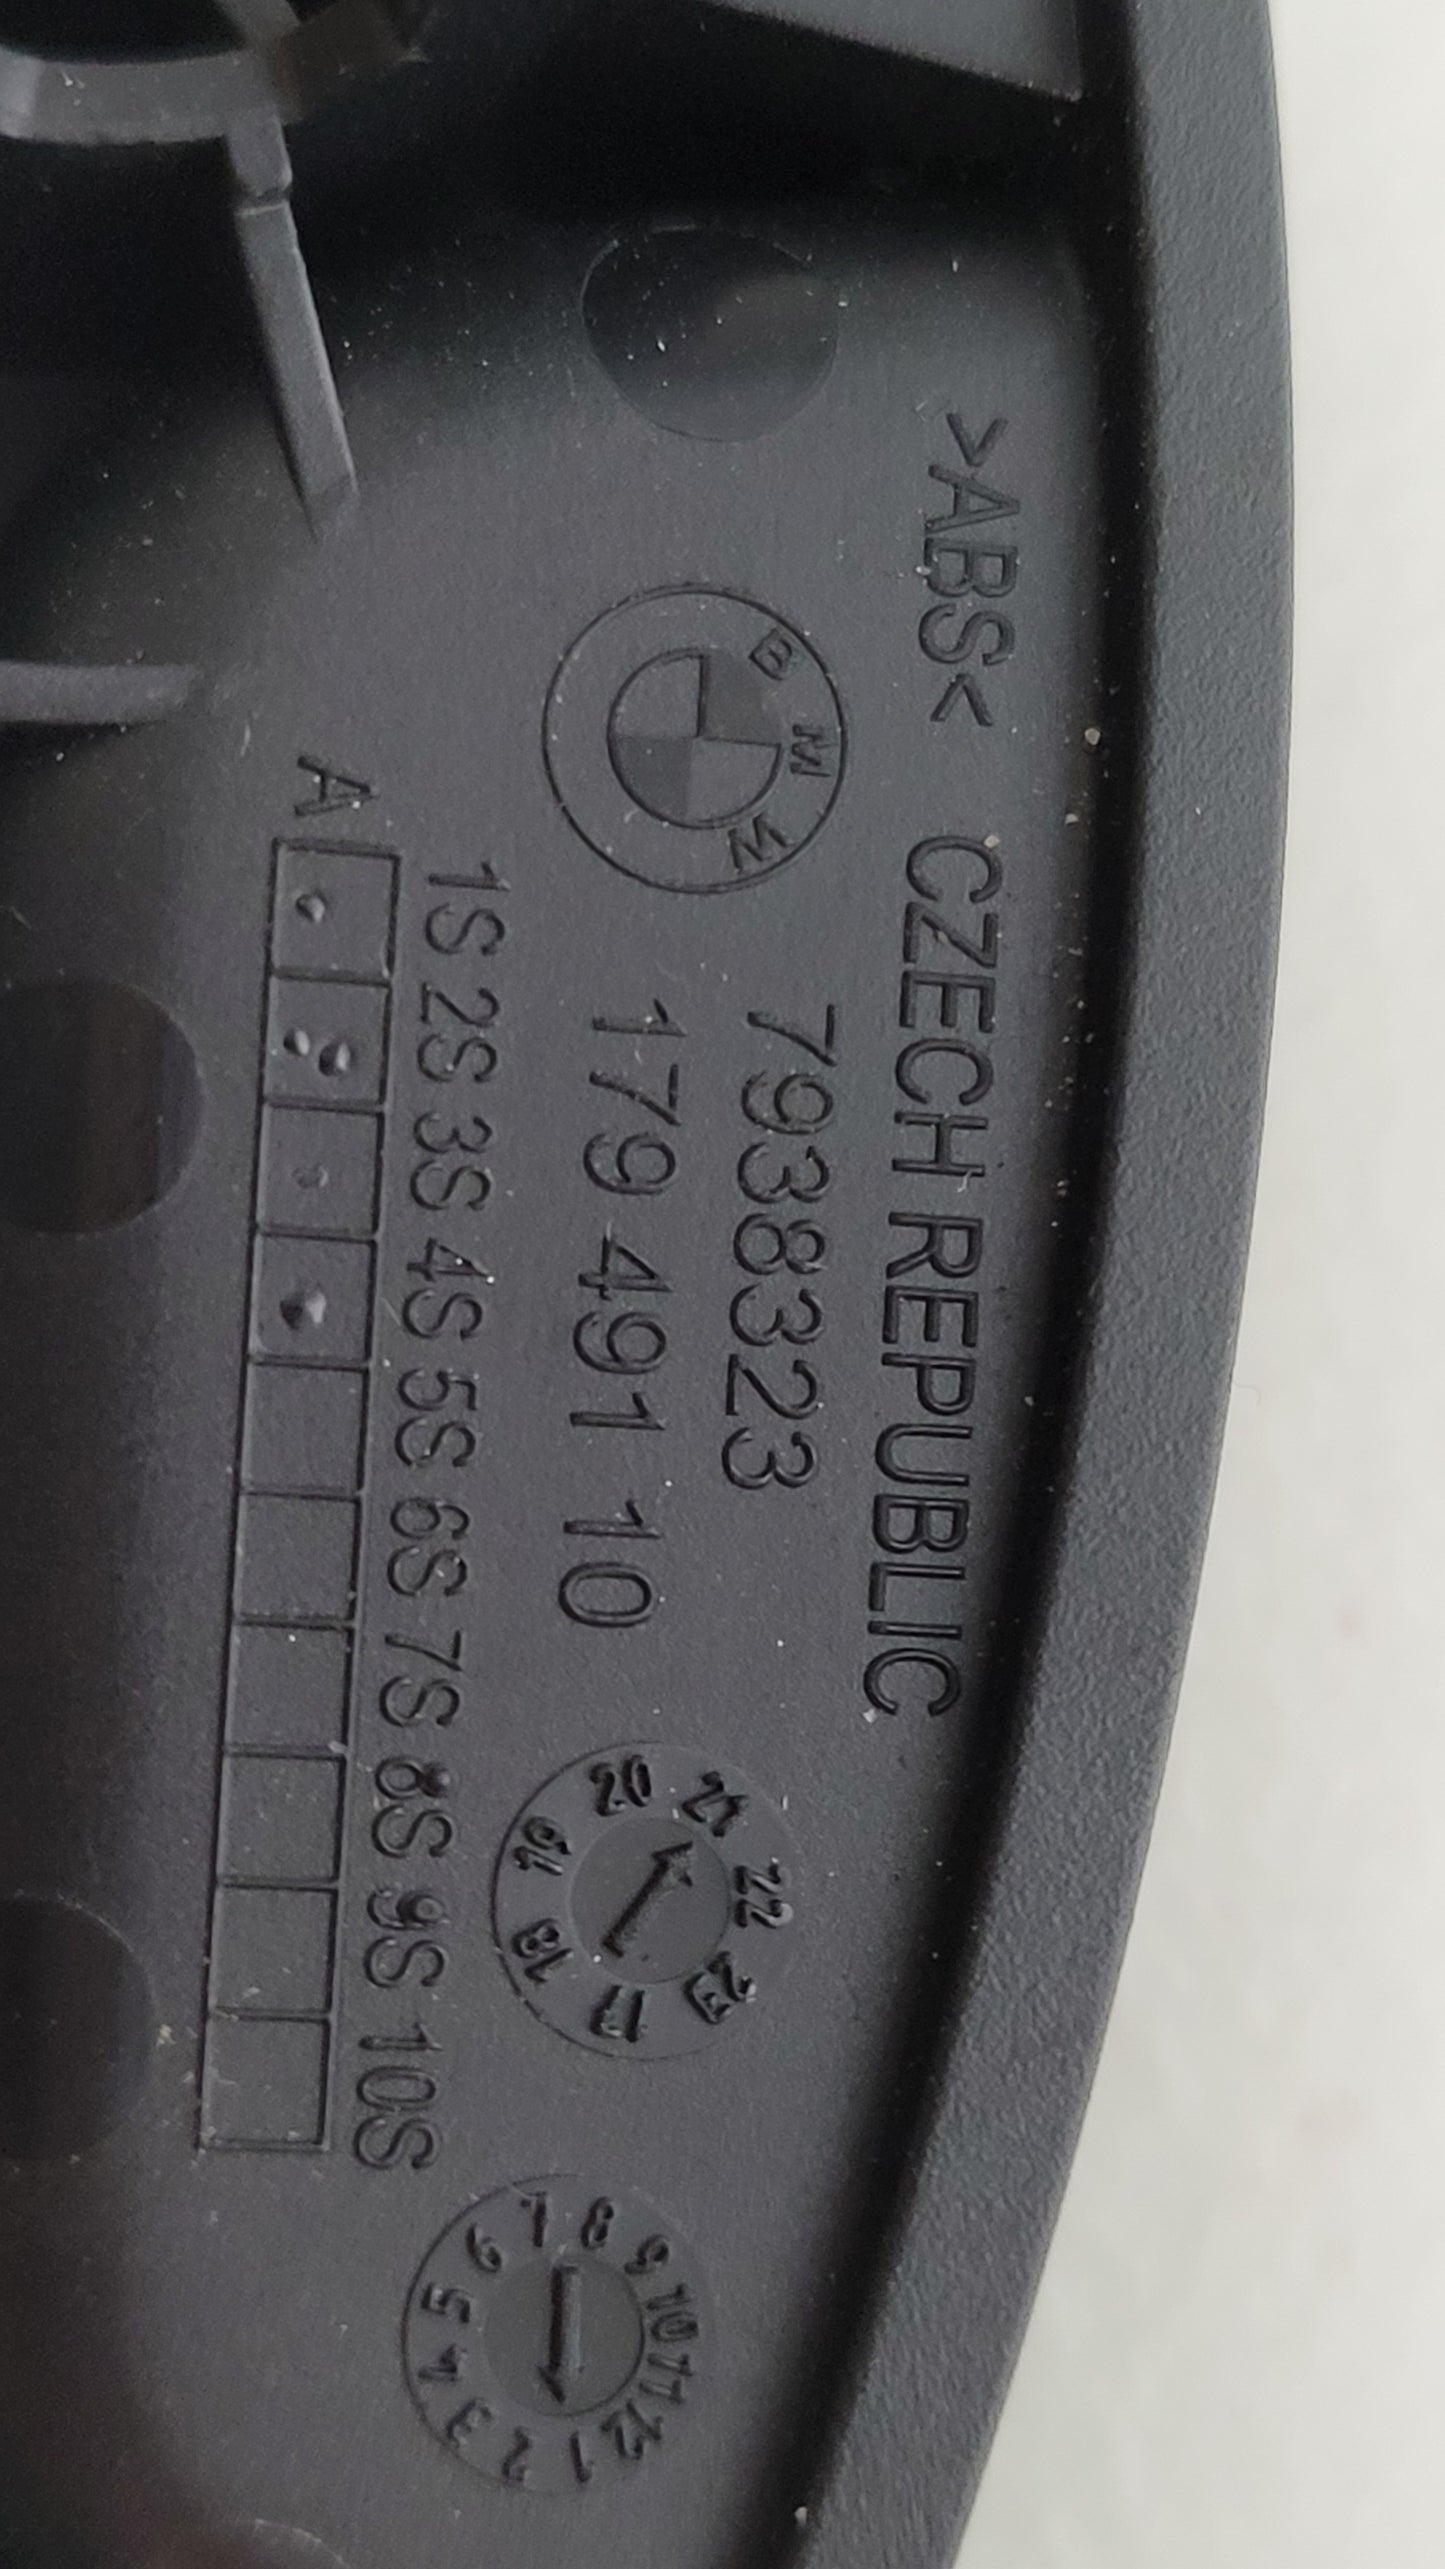 >ABS< CZECH REPUBLIC
BMW
7938323
179 491 10
1S 2S 3S 4S 5S 6S 7S 8S 9S 10S
A
17 18 19 20 21 22 23
1 2 3 4 5 6 7 8 9 10 11 12